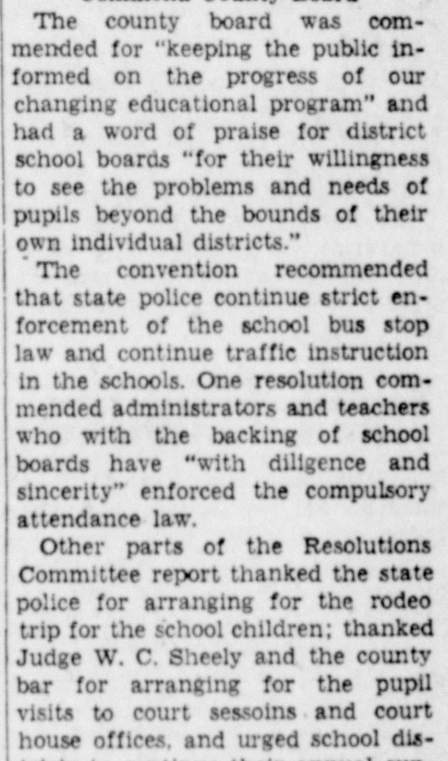 The county board was com-
mended for "keeping the public in-
formed on the progress of our
changing educational program" and
had a word of praise for district
school boards "for their willingness
to see the problems and needs of
pupils beyond the bounds of their
own individual districts."
The convention recommended
that state police continue strict en-
forcement of the school bus stop
law and continue traffic instruction
in the schools. One resolution com-
mended administrators and teachers
who with the backing of school
boards have "with diligence and
sincerity" enforced the compulsory
attendance law.
Other parts of the Resolutions
Committee report thanked the state
police for arranging for the rodeo
trip for the school children; thanked
Judge W. C. Sheely and the county
bar for arranging for the pupil
visits to court sessoins and court
house offices, and urged school dis-